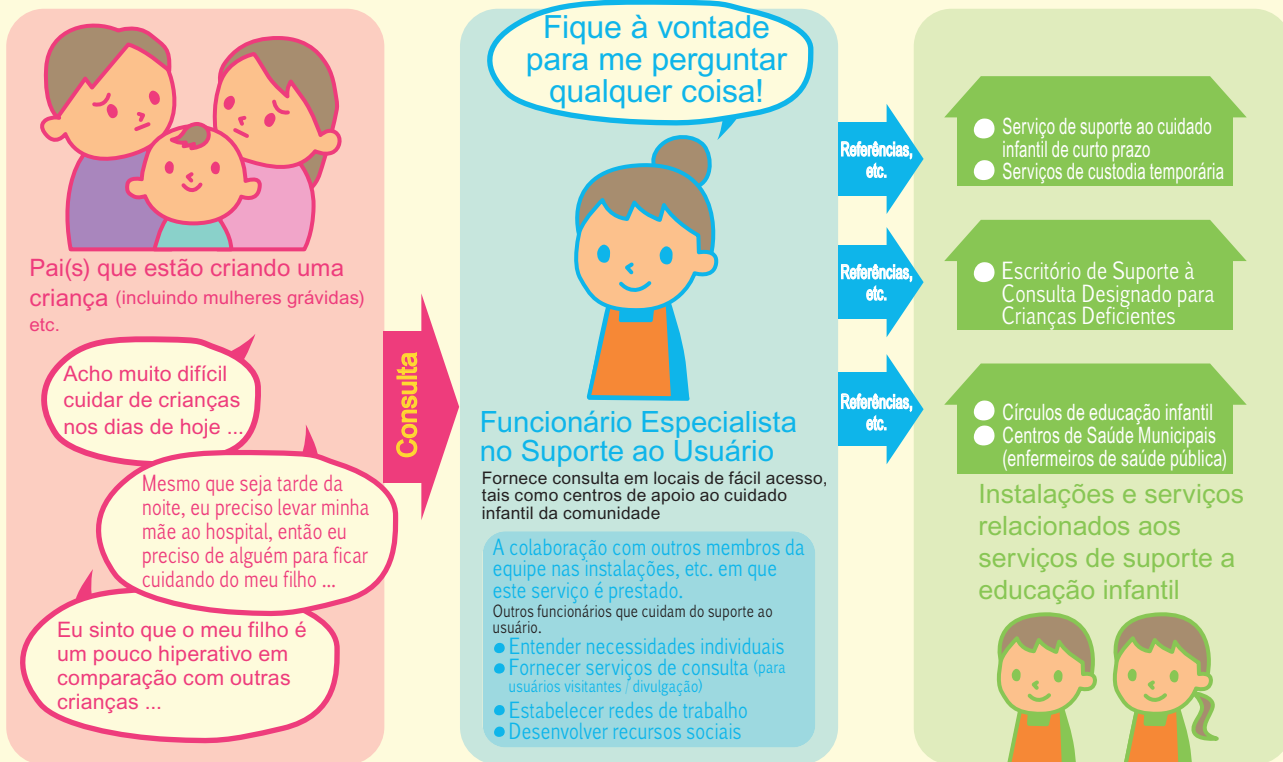 Pai(s) que estão criando uma
criança (incluindo mulheres grávidas)
etc.
Acho muito difícil
cuidar de crianças
nos dias de hoje ...
Mesmo que seja tarde da
noite, eu preciso levar minha
mãe ao hospital, então eu
preciso de alguém para ficar
cuidando do meu filho ...
Eu sinto que o meu filho é
um pouco hiperativo em
comparação com outras
crianças ...
Consulta
Fique à vontade
para me perguntar
qualquer coisa!
Funcionário Especialista
no Suporte ao Usuário
Fornece consulta em locais de fácil acesso,
tais como centros de apoio ao cuidado
infantil da comunidade
A colaboração com outros membros da
equipe nas instalações, etc. em que
este serviço é prestado.
Outros funcionários que cuidam do suporte ao
usuário.
● Entender necessidades individuais
● Fornecer serviços de consulta (para
usuários visitantes / divulgação)
● Estabelecer redes de trabalho
● Desenvolver recursos sociais
Referências,
etc.
Referências,
etc.
Referências,
etc.
● Serviço de suporte ao cuidado
infantil de curto prazo
● Serviços de custodia temporária
● Escritório de Suporte à
Consulta Designado para
Crianças Deficientes
● Círculos de educação infantil
● Centros de Saúde Municipais
(enfermeiros de saúde pública)
Instalações e serviços
relacionados aos
serviços de suporte a
educação infantil